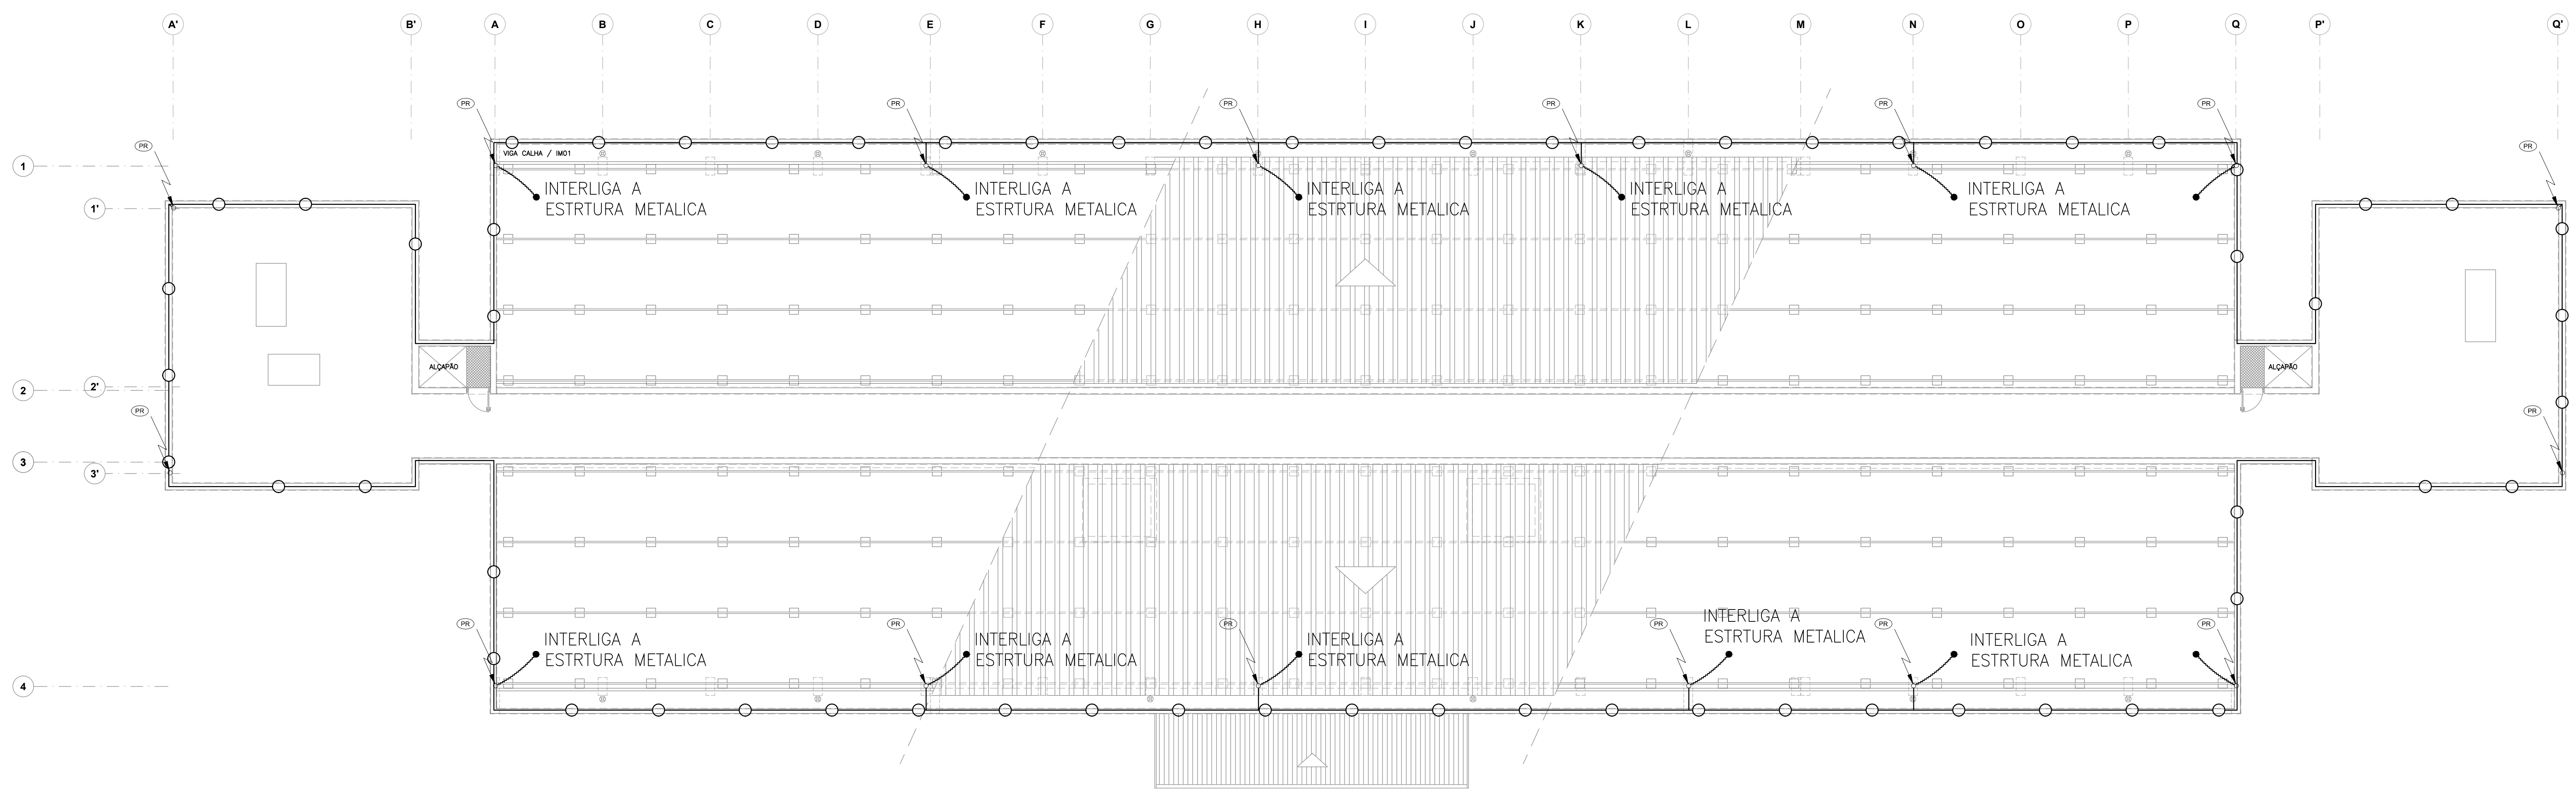 A' B' A B C D E F G H I J K L M N O P Q P' Q'
PR PR PR PR PR PR
PR PR
VIGA CALHA / IM01
1
INTERLIGA A
ESTRTURA METALICA
INTERLIGA A
ESTRTURA METALICA
INTERLIGA A
ESTRTURA METALICA
INTERLIGA A
ESTRTURA METALICA
INTERLIGA A
ESTRTURA METALICA
1'
ALÇAPÃO ALÇAPÃO
2 2'
PR PR
3
3'
PR PR PR PR PR PR
INTERLIGA A
ESTRTURA METALICA
INTERLIGA A
ESTRTURA METALICA
INTERLIGA A
ESTRTURA METALICA
INTERLIGA A
ESTRTURA METALICA
INTERLIGA A
ESTRTURA METALICA
4